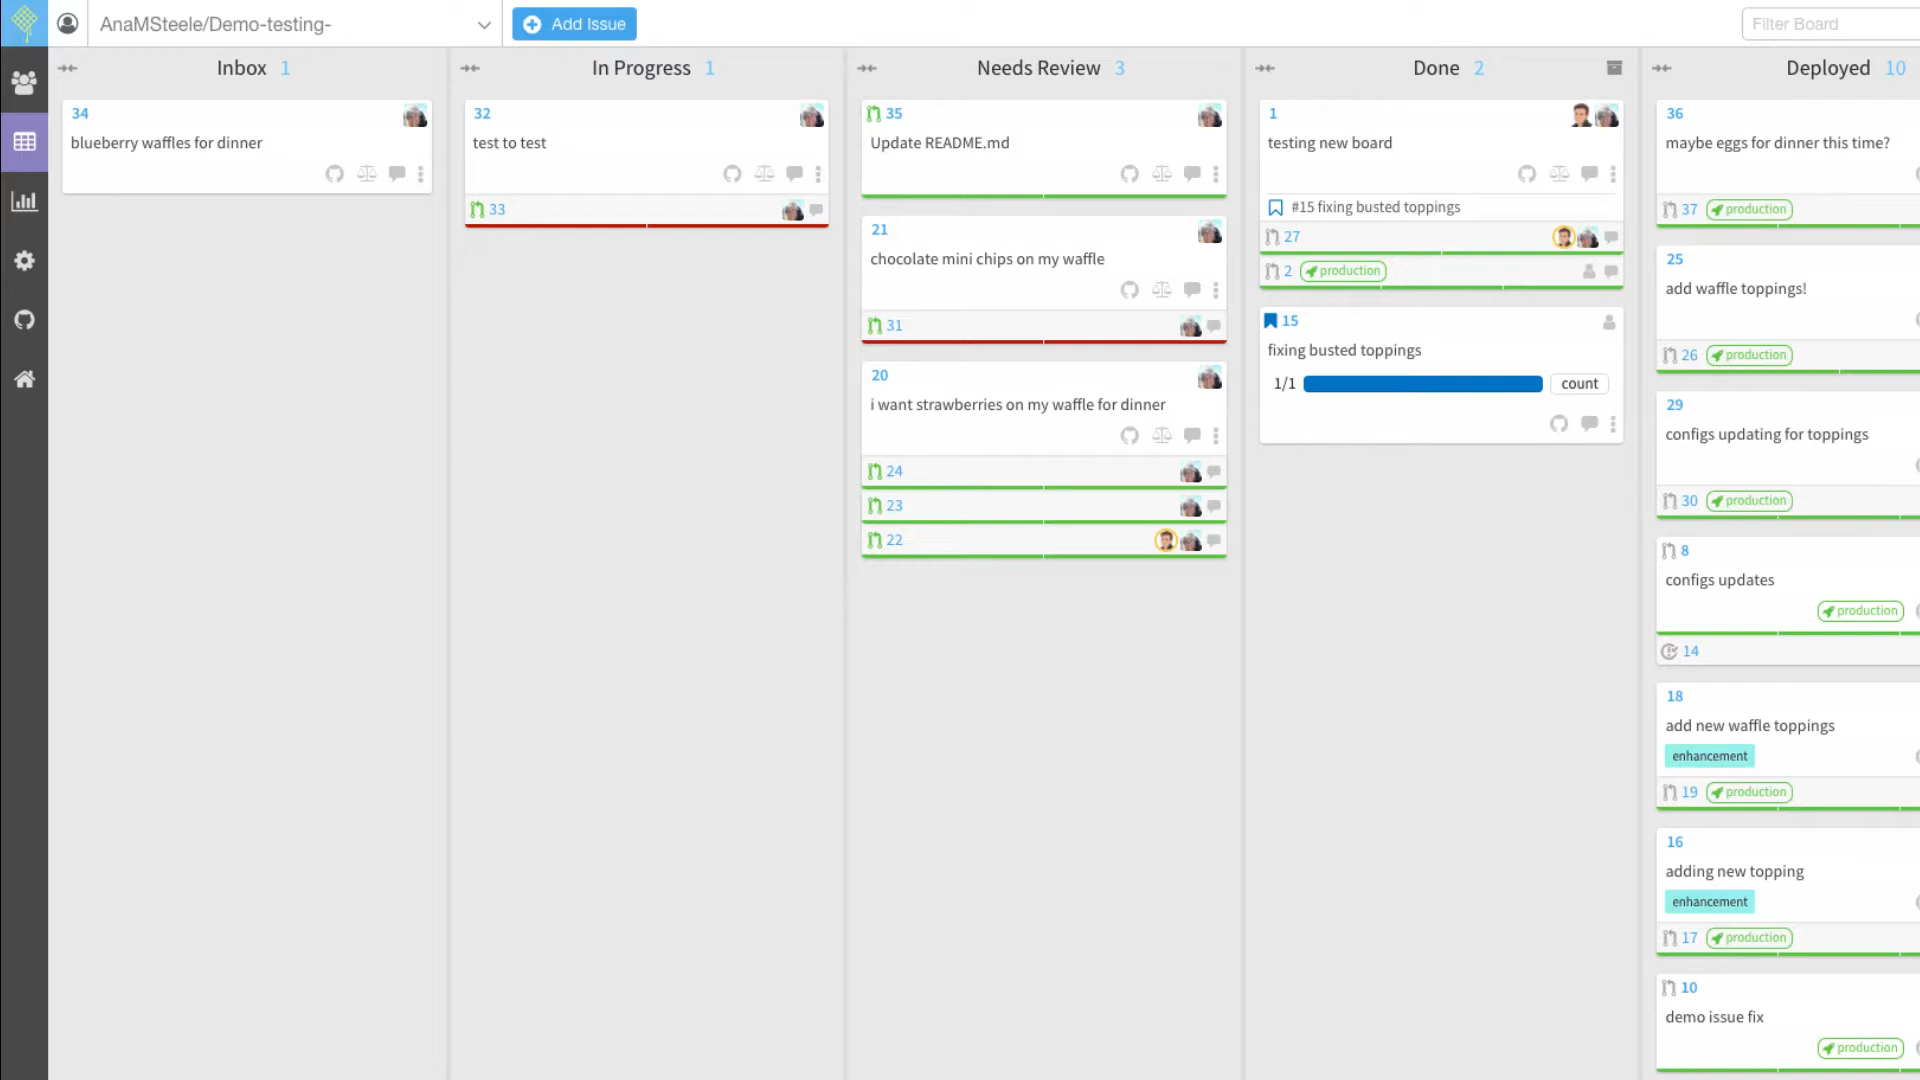 AnaMSteele/Demo-testing-
Add Issue
Filter Board
Inbox 1
34
blueberry waffles for dinner
In Progress 1
32
test to test
33
Needs Review 3
35
Update README.md
21
chocolate mini chips on my waffle
31
20
i want strawberries on my waffle for dinner
24
23
22
Done 2
1
testing new board
#15 fixing busted toppings
27
2 production
15
fixing busted toppings
1/1 count
Deployed 10
36
maybe eggs for dinner this time?
37 production
25
add waffle toppings!
26 production
29
configs updating for toppings
30 production
8
configs updates
production
14
18
add new waffle toppings
enhancement
19 production
16
adding new topping
enhancement
17 production
10
demo issue fix
production